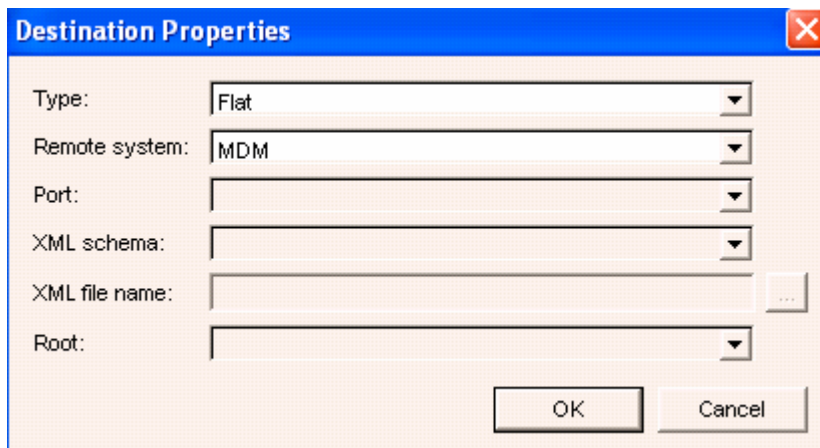 Destination Properties
Type: Flat
Remote system: MDM
Port:
XML schema:
XML file name: ...
Root:
OK Cancel